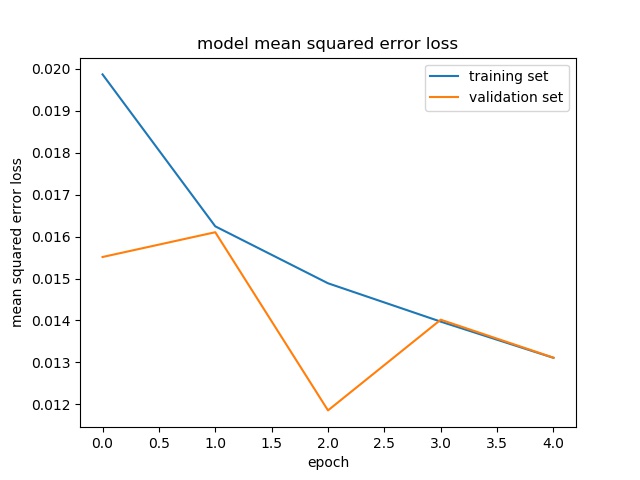 model mean squared error loss
training set
validation set
0.020
0.019
0.018
0.017
0.016
0.015
0.014
0.013
0.012
mean squared error loss
0.0 0.5 1.0 1.5 2.0 2.5 3.0 3.5 4.0
epoch